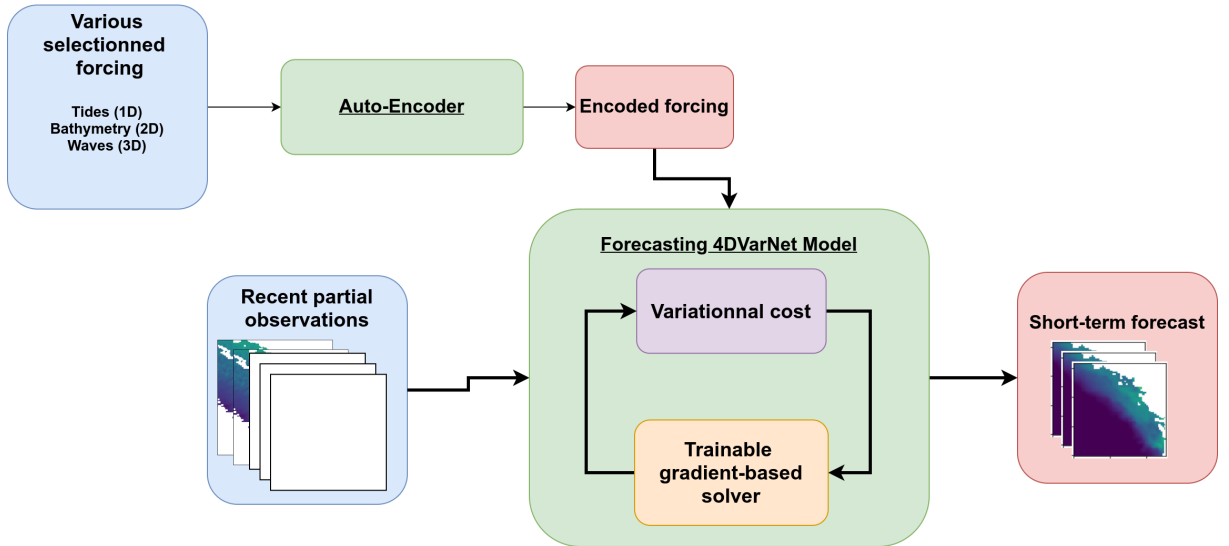 Various
selectionned
forcing
Tides (1D)
Bathymetry (2D)
Waves (3D)
Auto-Encoder
Encoded forcing
Forecasting 4DVarNet Model
Variationnal cost
Trainable
gradient-based
solver
Recent partial
observations
Short-term forecast